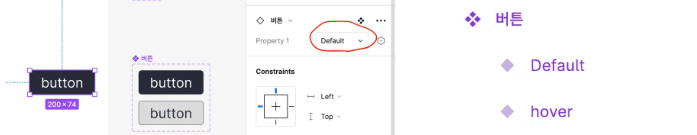 button
200 × 74
버튼
button
button
버튼
Property 1
Default
Constraints
Left
Top
버튼
Default
hover